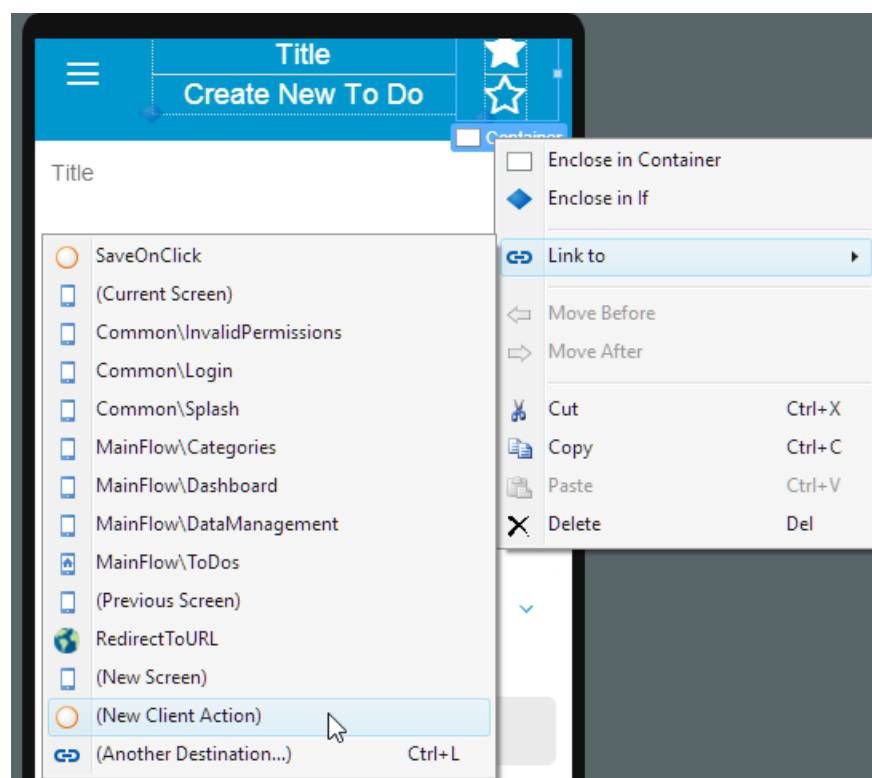 Title
Create New To Do
Container
Title
Enclose in Container
Enclose in If
Link to
Move Before
Move After
Cut Ctrl+X
Copy Ctrl+C
Paste Ctrl+V
Delete Del
SaveOnClick
(Current Screen)
Common\InvalidPermissions
Common\Login
Common\Splash
MainFlow\Categories
MainFlow\Dashboard
MainFlow\DataManagement
MainFlow\ToDos
(Previous Screen)
RedirectToURL
(New Screen)
(New Client Action)
(Another Destination...) Ctrl+L